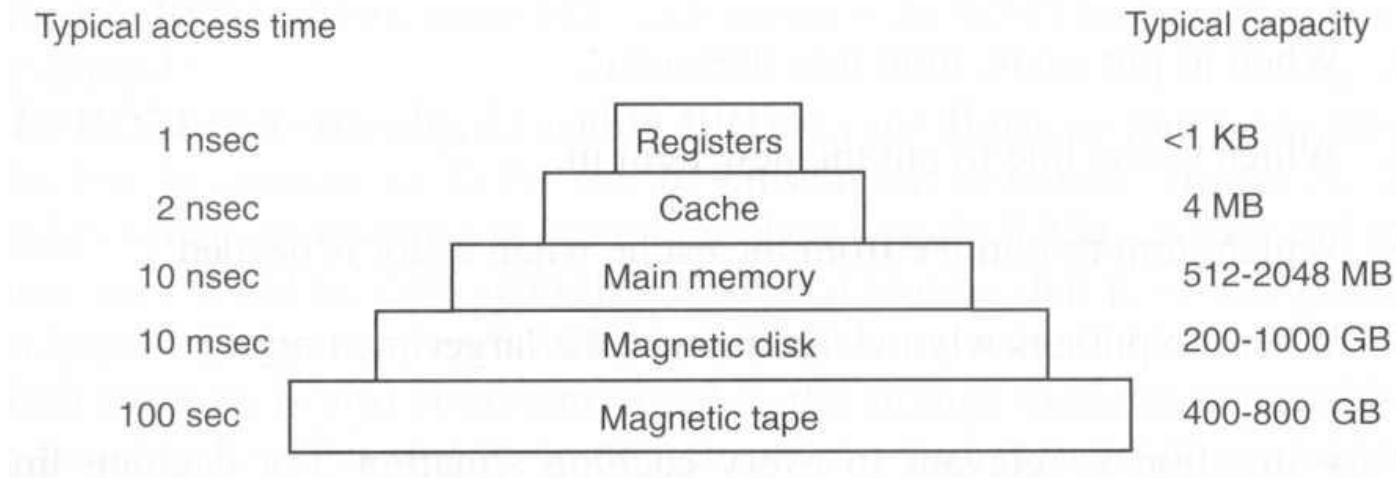 Typical access time Typical capacity
1 nsec Registers <1 KB
2 nsec Cache 4 MB
10 nsec Main memory 512-2048 MB
10 msec Magnetic disk 200-1000 GB
100 sec Magnetic tape 400-800 GB